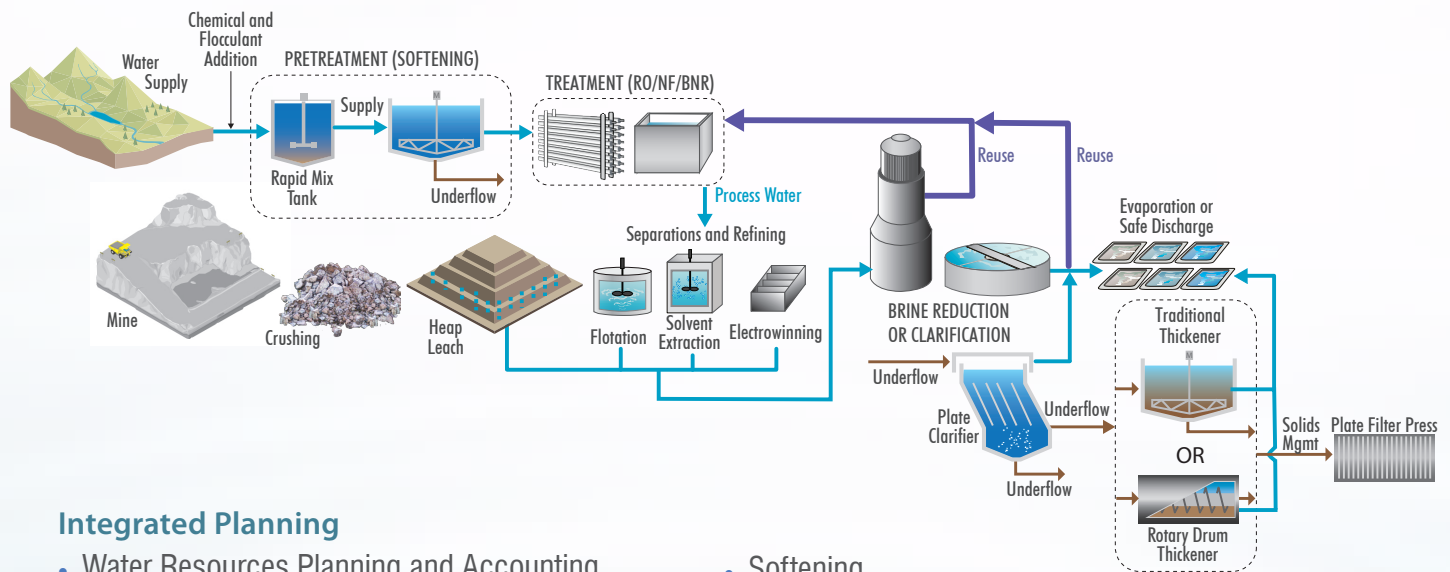 Chemical and
Flocculant
Addition
Water
Supply
PRETREATMENT (SOFTENING)
Supply
M
Rapid Mix
Tank
Underflow
TREATMENT (RO/NF/BNR)
Reuse
Reuse
Process Water
Evaporation or
Safe Discharge
Separations and Refining
Mine
Crushing
Heap
Leach
Flotation
Solvent
Extraction
Electrowinning
BRINE REDUCTION
OR CLARIFICATION
Traditional
Thickener
M
Underflow
Plate
Clarifier
Underflow
Underflow
OR
Solids
Mgmt
Plate Filter Press
Rotary Drum
Thickener
Integrated Planning
• Water Resources Planning and Accounting
• Softening